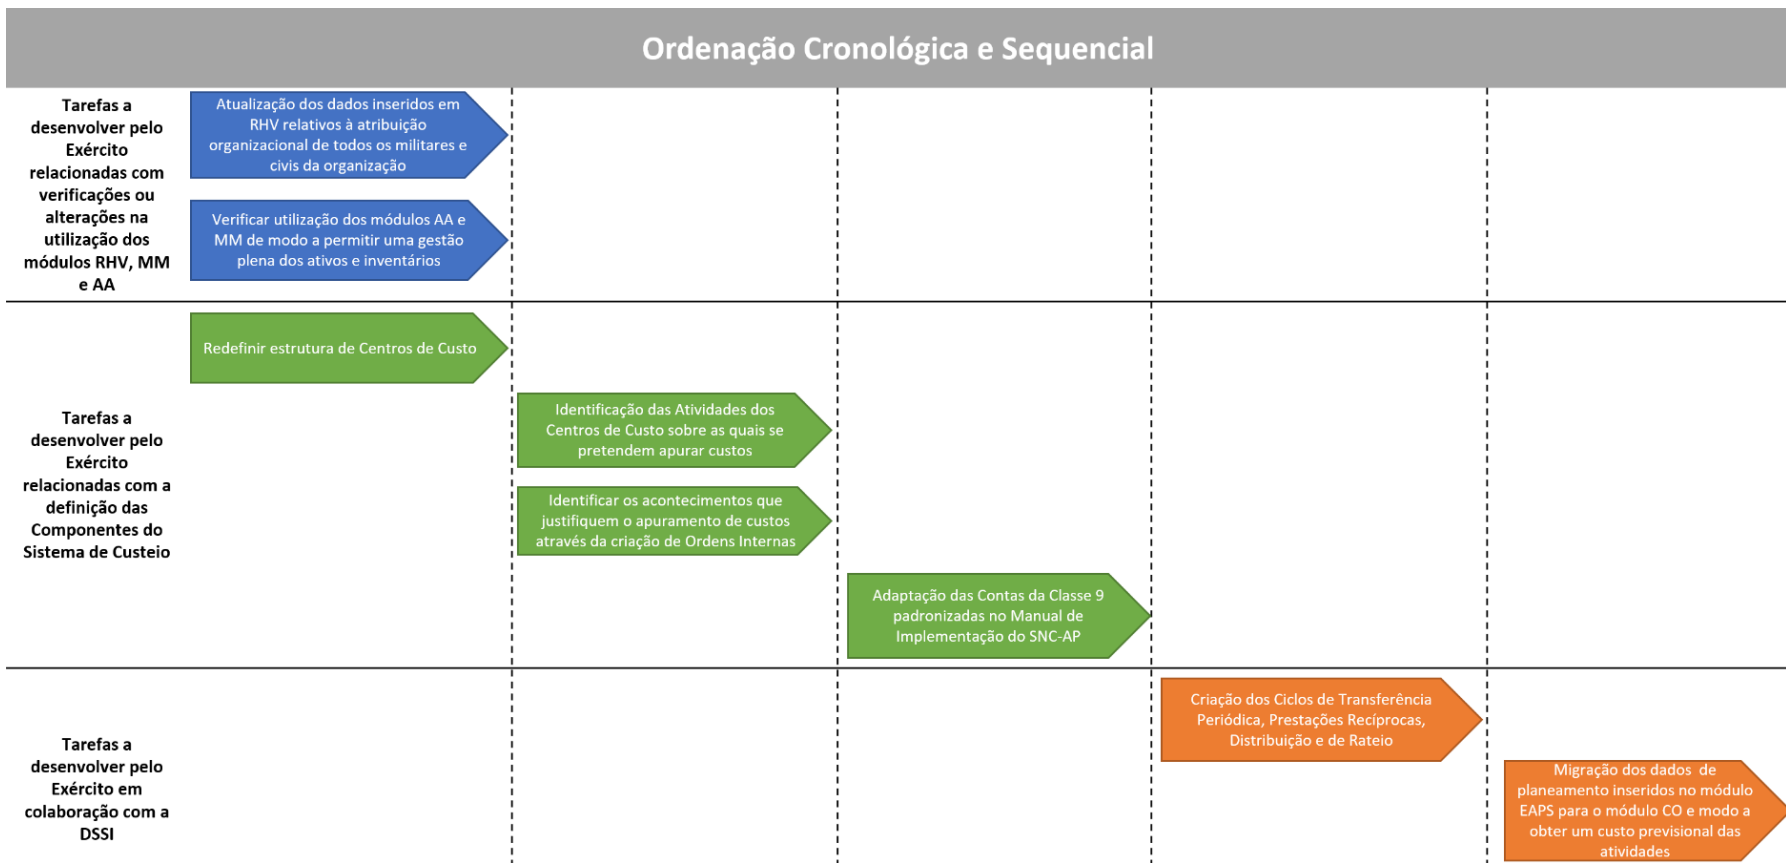 Ordenação Cronológica e Sequencial
Tarefas a
desenvolver pelo
Exército
relacionadas com
verificações ou
alterações na
utilização dos
módulos RHV, MM
e AA
Atualização dos dados inseridos em
RHV relativos à atribuição
organizacional de todos os militares e
civis da organização
Verificar utilização dos módulos AA e
MM de modo a permitir uma gestão
plena dos ativos e inventários
Tarefas a
desenvolver pelo
Exército
relacionadas com a
definição das
Componentes do
Sistema de Custeio
Redefinir estrutura de Centros de Custo
Identificação das Atividades dos
Centros de Custo sobre as quais se
pretendem apurar custos
Identificar os acontecimentos que
justifiquem o apuramento de custos
através da criação de Ordens Internas
Adaptação das Contas da Classe 9
padronizadas no Manual de
Implementação do SNC-AP
Tarefas a
desenvolver pelo
Exército em
colaboração com a
DSSI
Criação dos Ciclos de Transferência
Periódica, Prestações Recíprocas,
Distribuição e de Rateio
Migração dos dados de
planeamento inseridos no módulo
EAPS para o módulo CO e modo a
obter um custo previsional das
atividades